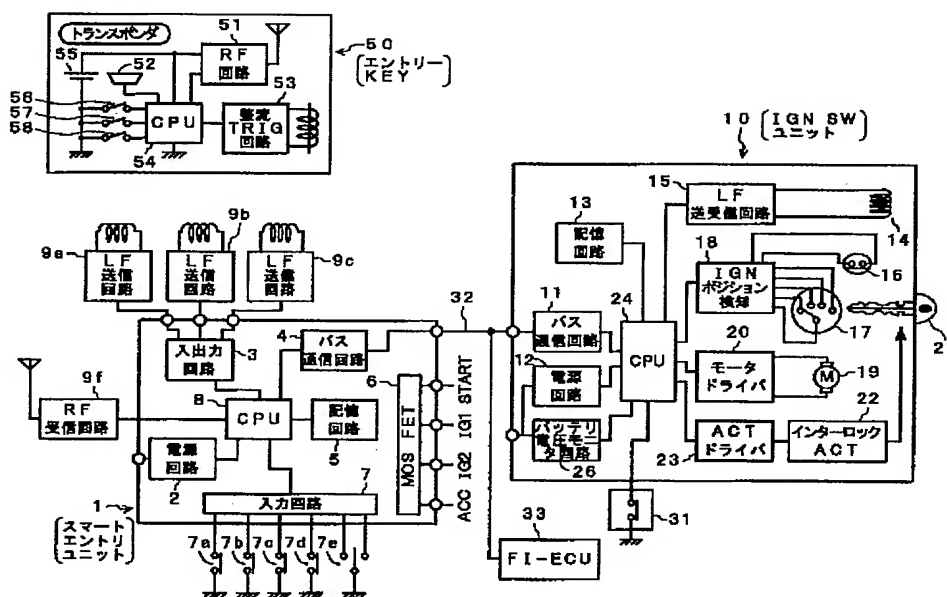 トランスポンダ
55
52
51
RF
回路
50
エントリー
KEY
56
57
58
CPU
54
53
整流
TRIG
回路
10
IGN SW
ユニット
9a
LF
送信
回路
9b
LF
送信
回路
LF
送信
回路
9c
入出力
回路
3
4
バス
通信回路
32
8
CPU
記憶
回路
5
6
MOS FET
START
IG1
IG2
ACC
9f
RF
受信回路
電源
回路
2
7
入力回路
1
スマート
エントリ
ユニット
7a
7b
7c
7d
7e
13
記憶
回路
15
LF
送受信回路
14
18
IGN
ポジション
検知
16
17
21
11
バス
通信回路
12
電源
回路
バッテリ
電圧モニ
タ回路
26
24
CPU
20
モータ
ドライバ
M
19
ACT
ドライバ
23
22
インターロック
ACT
31
33
FI-ECU